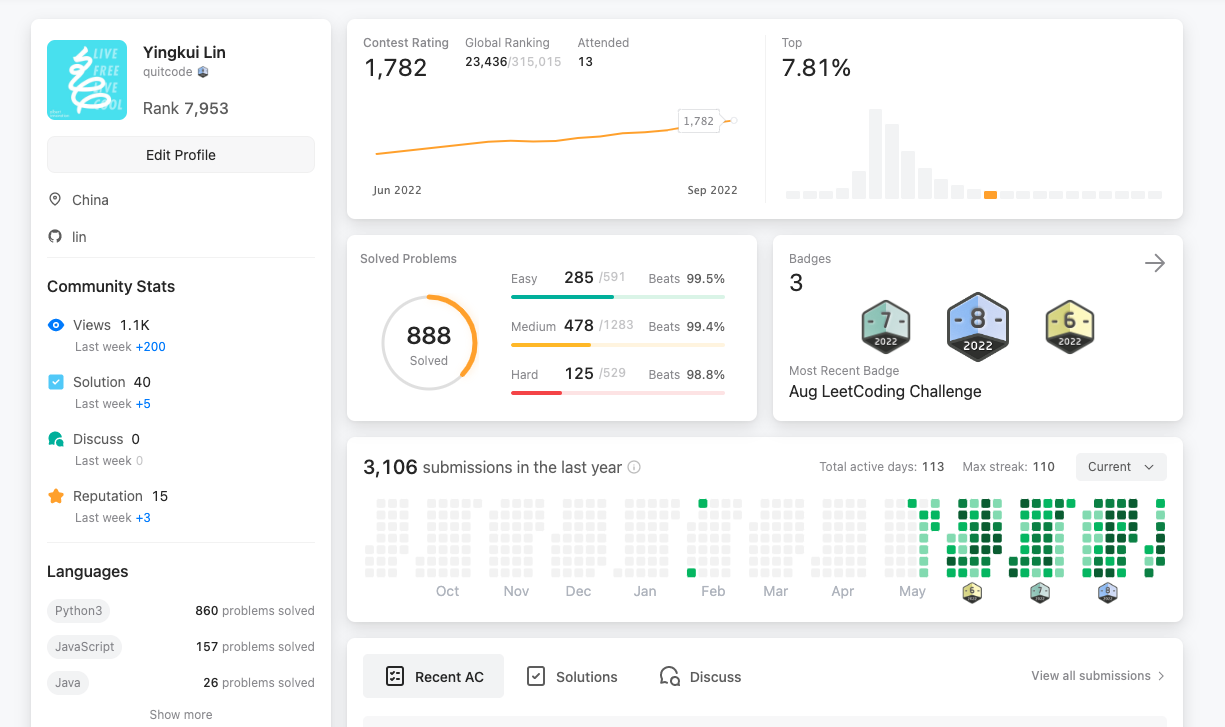 LIVE
FREE
LIVE
COOL
Yingkui Lin
quitcode
Rank 7,953
Edit Profile
China
lin
Community Stats
Views 1.1K
Last week +200
Solution 40
Last week +5
Discuss 0
Last week 0
Reputation 15
Last week +3
Languages
Python3 860 problems solved
JavaScript 157 problems solved
Java 26 problems solved
Show more
Contest Rating Global Ranking Attended
1,782 23,436/315,015 13
1,782
Jun 2022 Sep 2022
Top
7.81%
Solved Problems
888
Solved
Easy 285 /591 Beats 99.5%
Medium 478 /1283 Beats 99.4%
Hard 125 /529 Beats 98.8%
Badges
3
-7- -8- -6-
2022 2022 2022
Most Recent Badge
Aug LeetCoding Challenge
3,106 submissions in the last year
Total active days: 113 Max streak: 110 Current
Oct Nov Dec Jan Feb Mar Apr May
6 7 8
Recent AC Solutions Discuss View all submissions